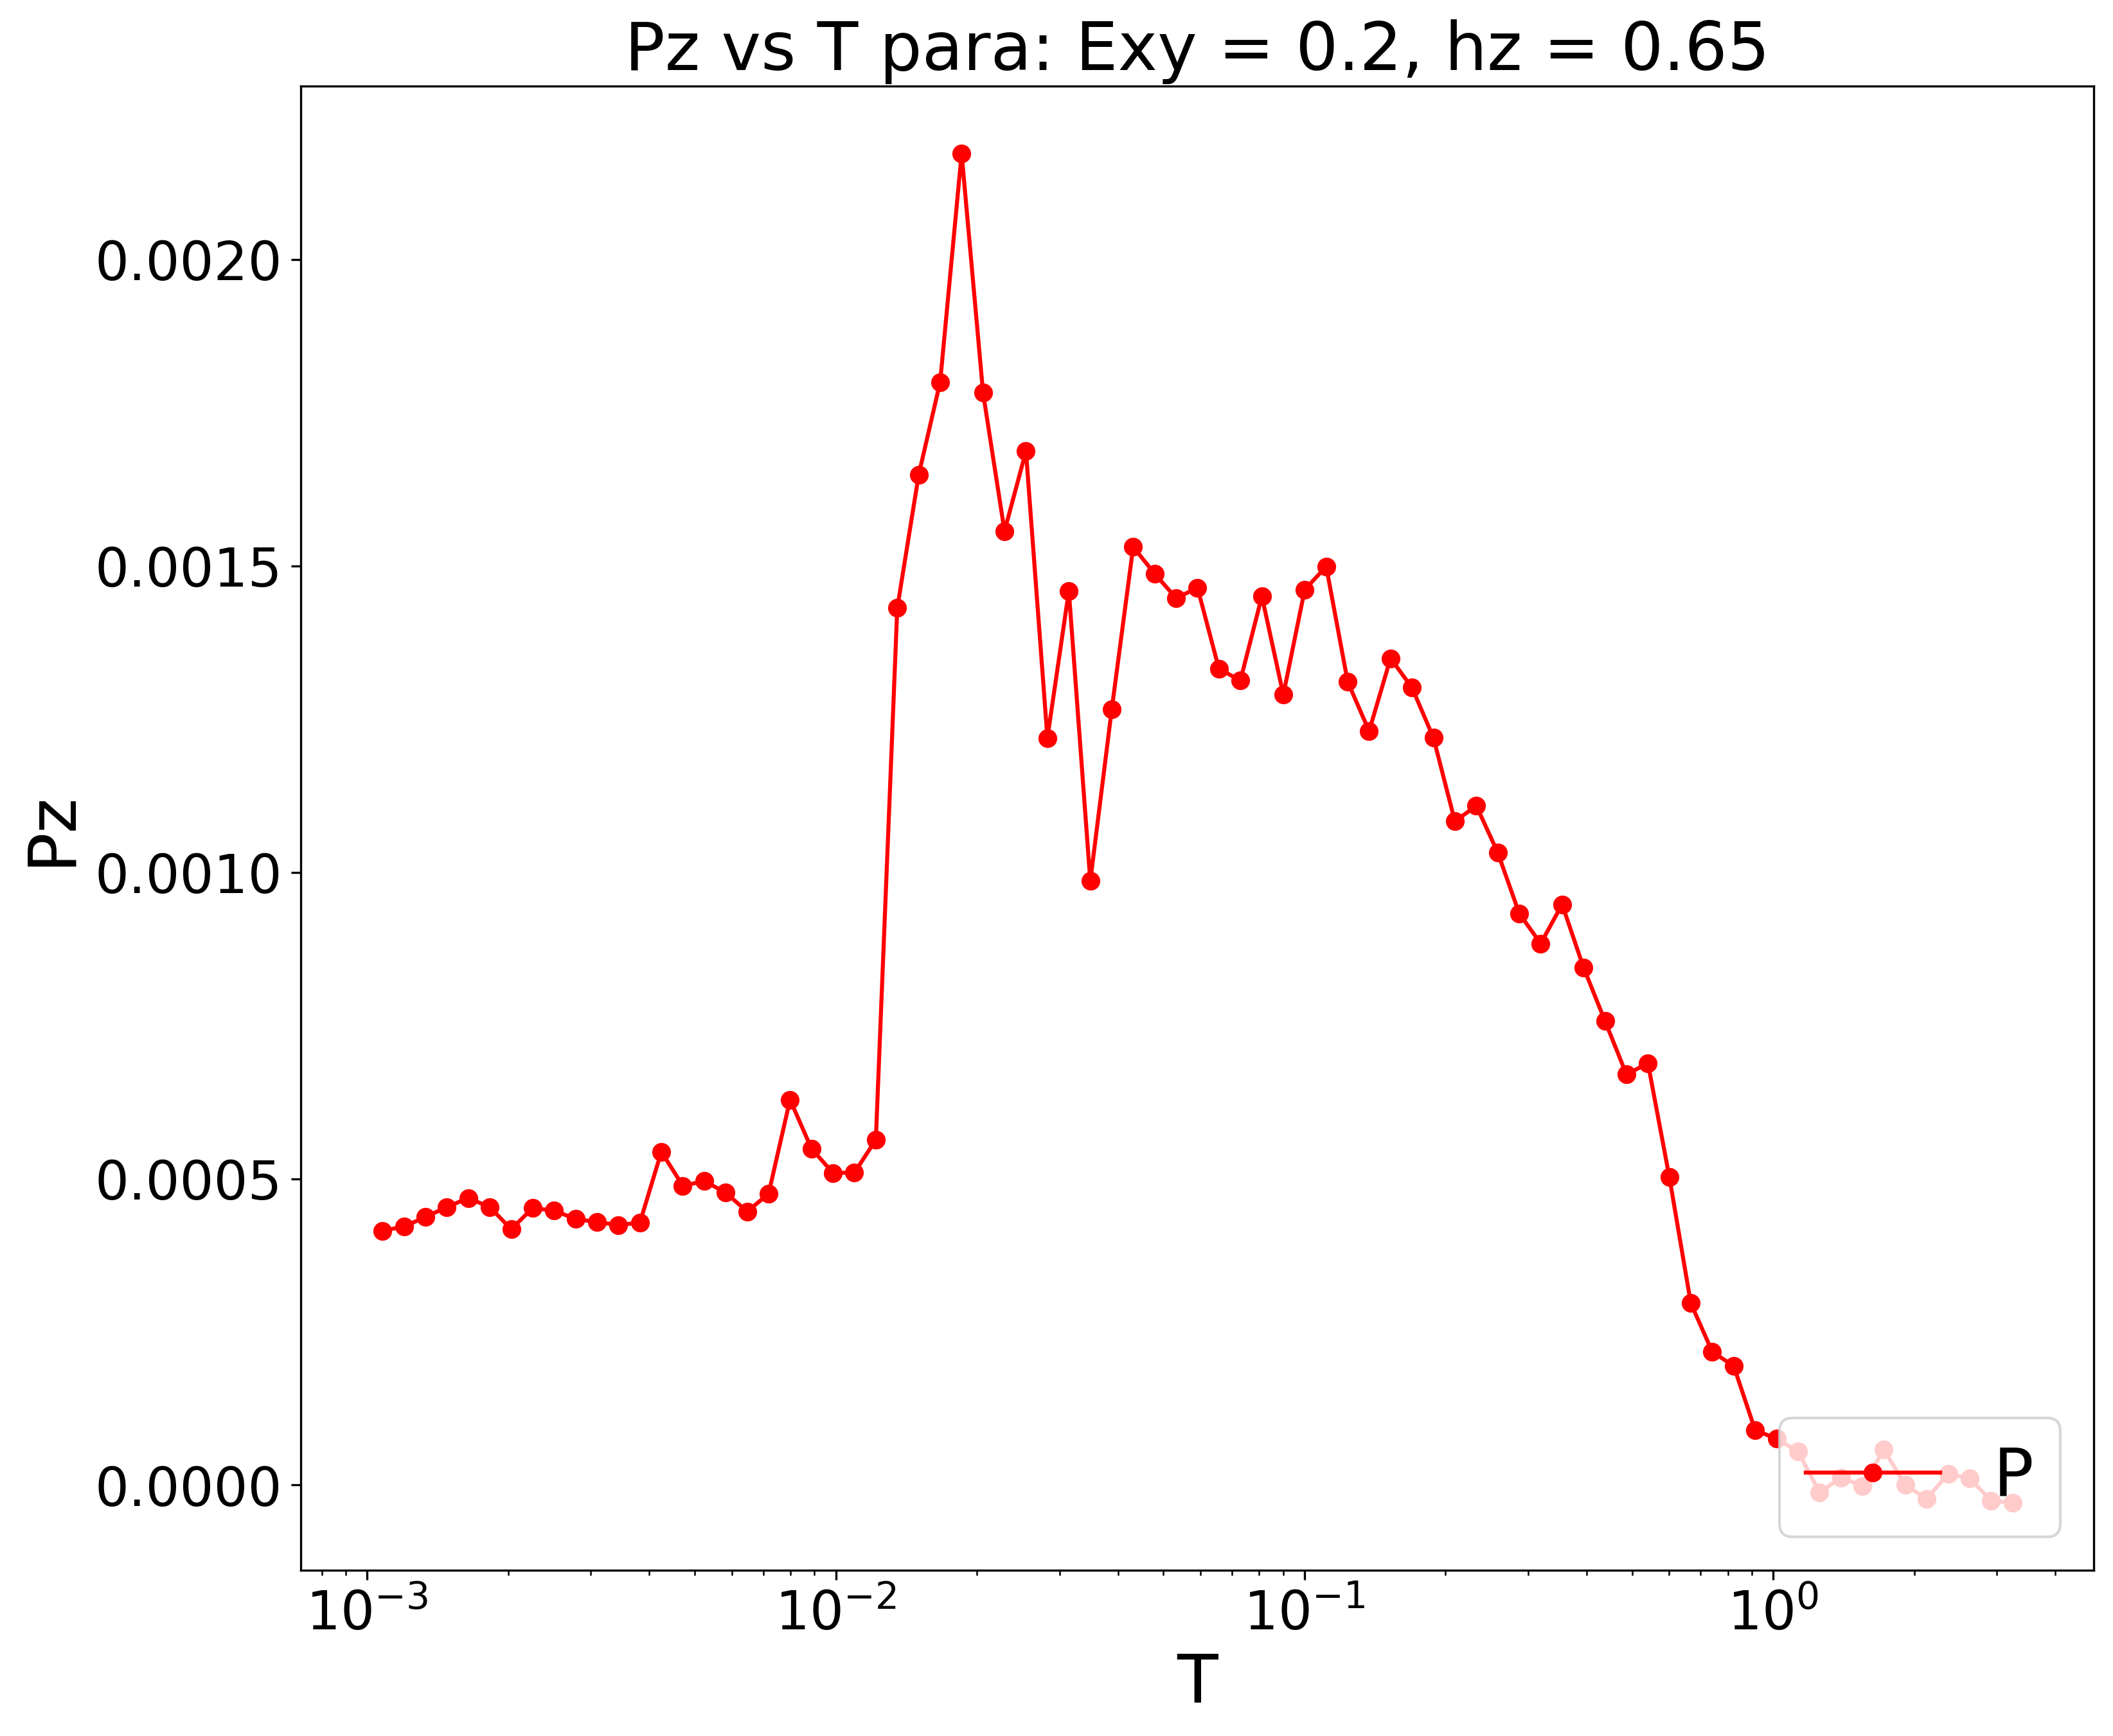 Pz vs T para: Exy = 0.2, hz = 0.65
0.0020
0.0015
0.0010
0.0005
0.0000
Pz
10⁻³ 10⁻² 10⁻¹ 10⁰
T
P